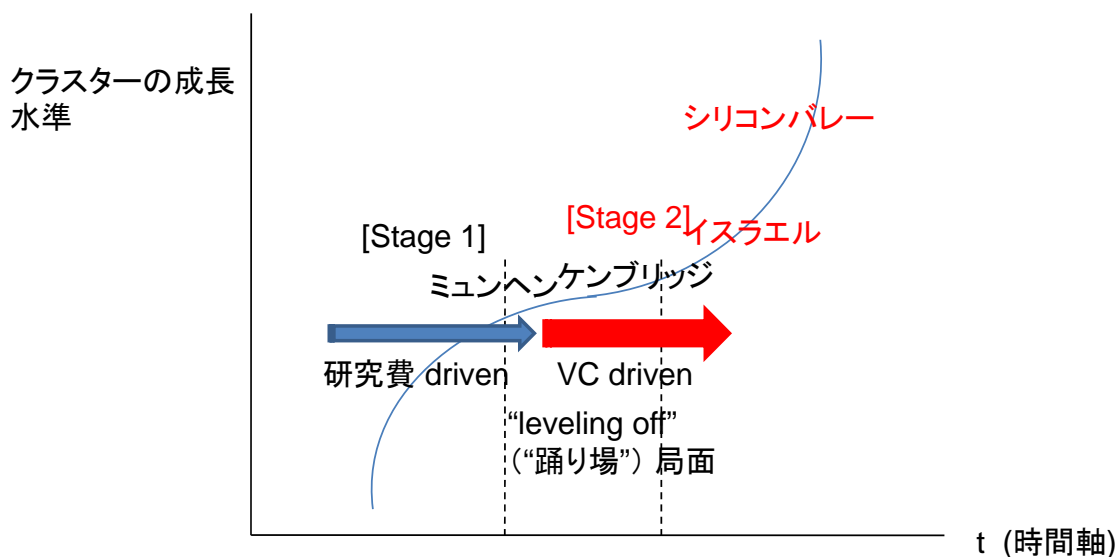 クラスターの成長
水準
シリコンバレー
[Stage 2]
イスラエル
[Stage 1]
ミュンヘン
ケンブリッジ
研究費 driven
VC driven
“leveling off”
(“踊り場”) 局面
t (時間軸)